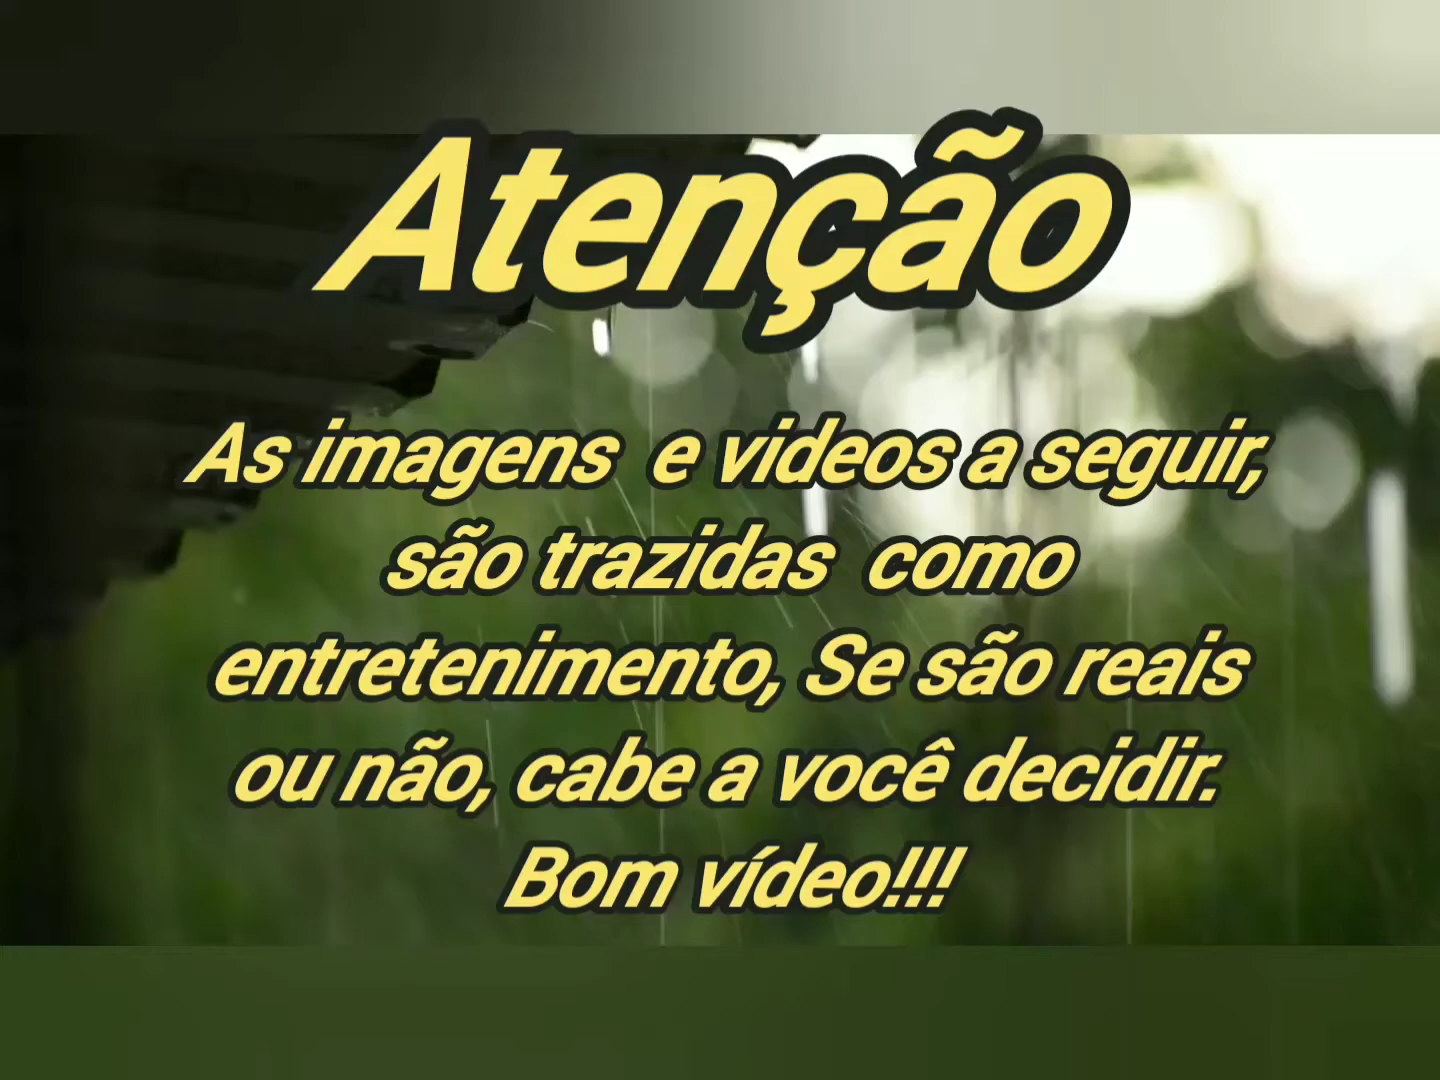 Atenção
As imagens e videos a seguir,
são trazidas como
entretenimento, Se são reais
ou não, cabe a você decidir.
Bom vídeo!!!